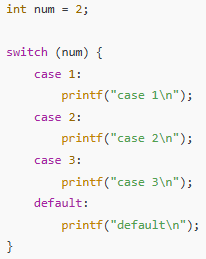 int num = 2;

switch (num) {
    case 1:
        printf("case 1\n");
    case 2:
        printf("case 2\n");
    case 3:
        printf("case 3\n");
    default:
        printf("default\n");
}